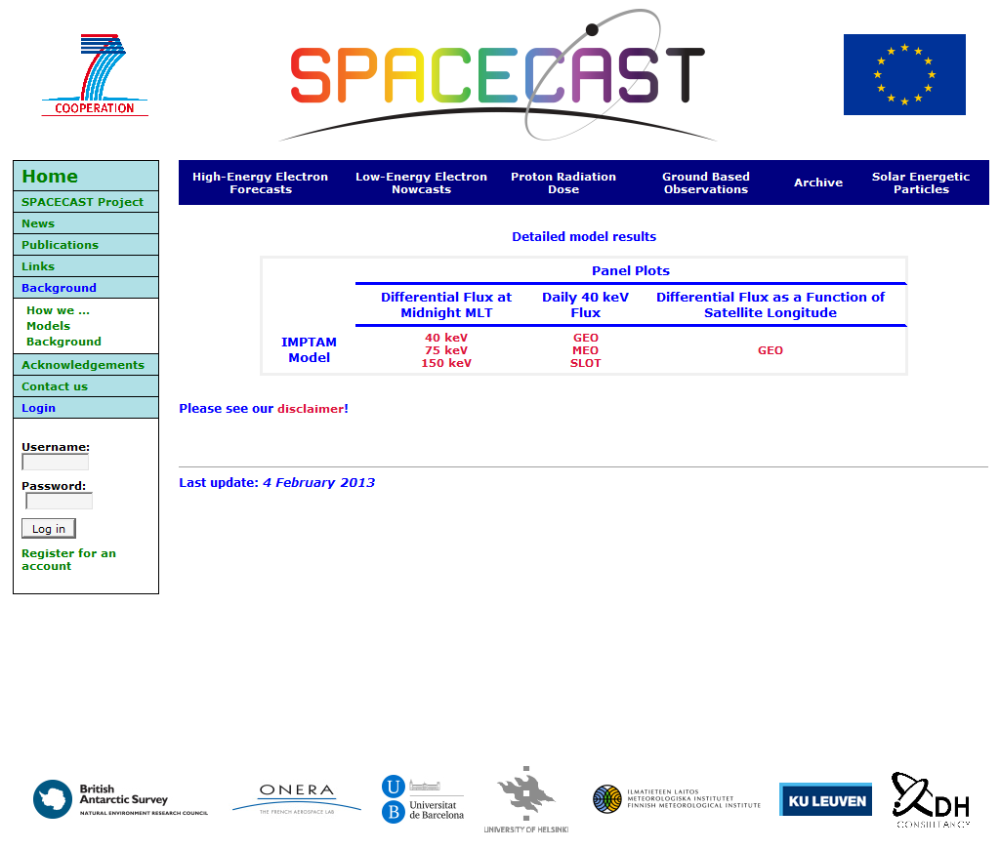 COOPERATION
SPACECAST
Home
SPACECAST Project
News
Publications
Links
Background
How we ...
Models
Background
Acknowledgements
Contact us
Login
Username:
Password:
Log in
Register for an
account
High-Energy Electron
Forecasts
Low-Energy Electron
Nowcasts
Proton Radiation
Dose
Ground Based
Observations
Archive
Solar Energetic
Particles
Detailed model results
Panel Plots
Differential Flux at
Midnight MLT
Daily 40 keV
Flux
Differential Flux as a Function of
Satellite Longitude
IMPTAM
Model
40 keV
75 keV
150 keV
GEO
MEO
SLOT
GEO
Please see our disclaimer!
Last update: 4 February 2013
British
Antarctic Survey
NATURAL ENVIRONMENT RESEARCH COUNCIL
ONERA
THE FRENCH AEROSPACE LAB
U
B
Universitat
de Barcelona
UNIVERSITY OF HELSINKI
ILMATIETEEN LAITOS
METEOROLOGISKA INSTITUTET
FINNISH METEOROLOGICAL INSTITUTE
KU LEUVEN
DH
CONSULTANCY